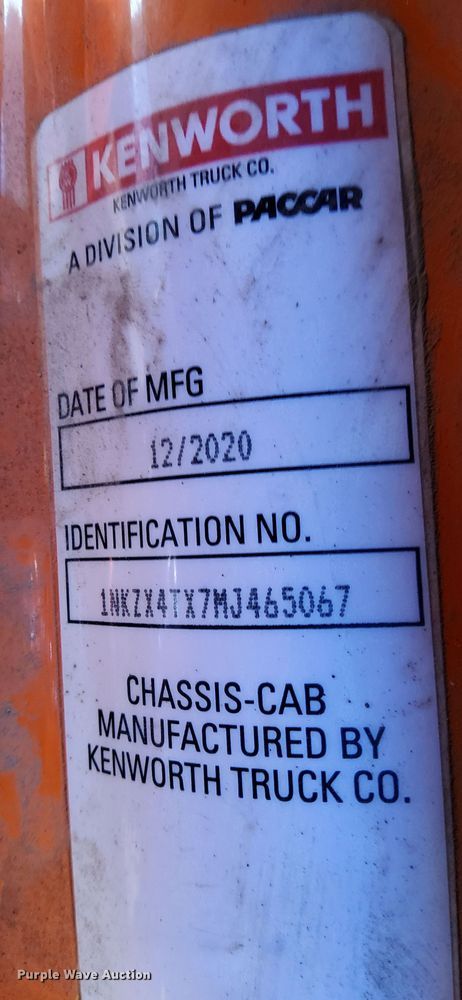 KENWORTH
KENWORTH TRUCK CO.
A DIVISION OF PACCAR
DATE OF MFG
12/2020
IDENTIFICATION NO.
1NKZX4TX7MJ465067
CHASSIS-CAB
MANUFACTURED BY
KENWORTH TRUCK CO.
Purple Wave Auction